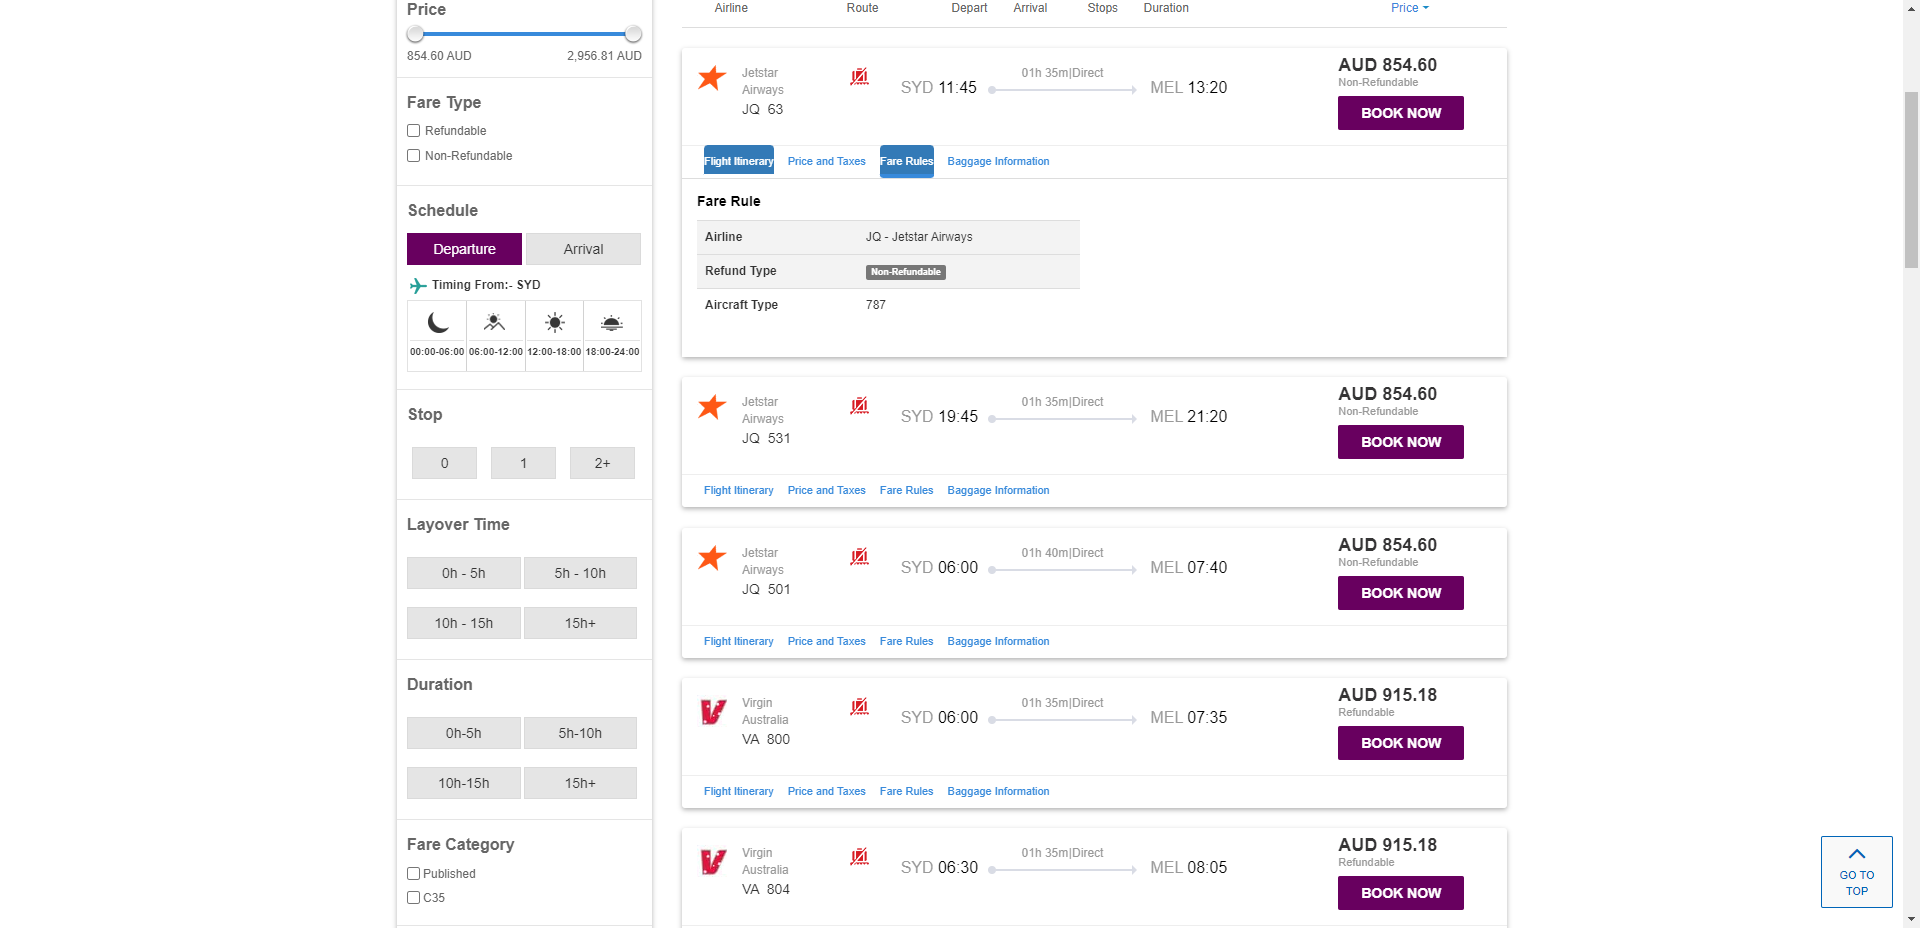 Price
854.60 AUD 2,956.81 AUD
Fare Type
Refundable
Non-Refundable
Schedule
Departure Arrival
Timing From:- SYD
00:00-06:00 06:00-12:00 12:00-18:00 18:00-24:00
Stop
0 1 2+
Layover Time
0h - 5h 5h - 10h
10h - 15h 15h+
Duration
0h-5h 5h-10h
10h-15h 15h+
Fare Category
Published
C35
Airline Route Depart Arrival Stops Duration Price
Jetstar
Airways
JQ 63
SYD 11:45
01h 35m|Direct
MEL 13:20
AUD 854.60
Non-Refundable
BOOK NOW
Flight Itinerary Price and Taxes Fare Rules Baggage Information
Fare Rule
Airline JQ - Jetstar Airways
Refund Type Non-Refundable
Aircraft Type 787
Jetstar
Airways
JQ 531
SYD 19:45
01h 35m|Direct
MEL 21:20
AUD 854.60
Non-Refundable
BOOK NOW
Flight Itinerary Price and Taxes Fare Rules Baggage Information
Jetstar
Airways
JQ 501
SYD 06:00
01h 40m|Direct
MEL 07:40
AUD 854.60
Non-Refundable
BOOK NOW
Flight Itinerary Price and Taxes Fare Rules Baggage Information
Virgin
Australia
VA 800
SYD 06:00
01h 35m|Direct
MEL 07:35
AUD 915.18
Refundable
BOOK NOW
Flight Itinerary Price and Taxes Fare Rules Baggage Information
Virgin
Australia
VA 804
SYD 06:30
01h 35m|Direct
MEL 08:05
AUD 915.18
Refundable
BOOK NOW
GO TO
TOP